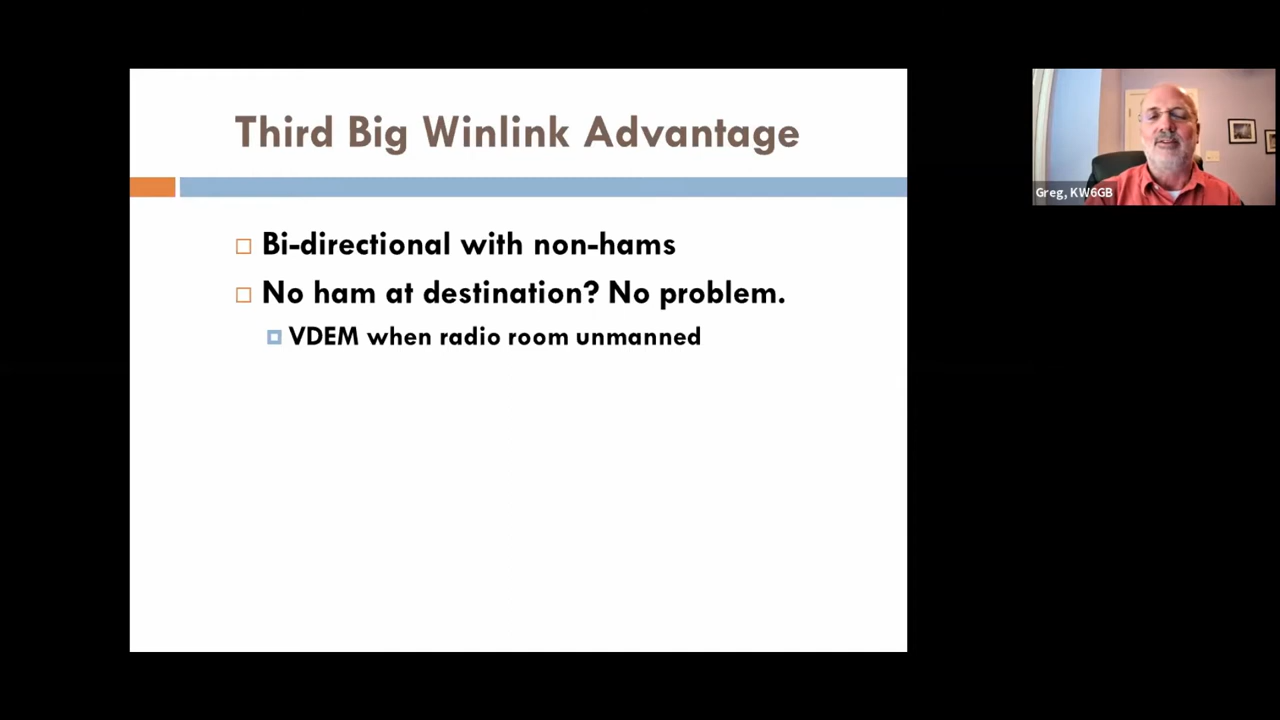 Third Big Winlink Advantage
Bi-directional with non-hams
No ham at destination? No problem.
VDEM when radio room unmanned
Greg, KW6GB